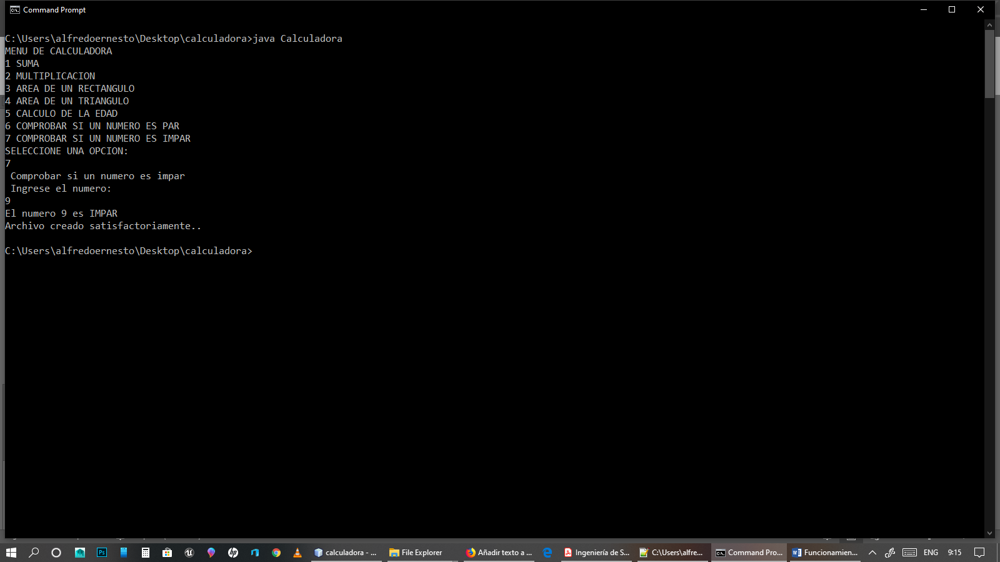 Command Prompt
C:\Users\alfredoernesto\Desktop\calculadora>java Calculadora
MENU DE CALCULADORA
1 SUMA
2 MULTIPLICACION
3 AREA DE UN RECTANGULO
4 AREA DE UN TRIANGULO
5 CALCULO DE LA EDAD
6 COMPROBAR SI UN NUMERO ES PAR
7 COMPROBAR SI UN NUMERO ES IMPAR
SELECCIONE UNA OPCION:
7
Comprobar si un numero es impar
Ingrese el numero:
9
El numero 9 es IMPAR
Archivo creado satisfactoriamente..
C:\Users\alfredoernesto\Desktop\calculadora>
Ps hp calculadora - ... File Explorer Añadir texto a ... Ingeniería de S... C:\Users\alfre... Command Pro... Funcionamien... ENG 9:15